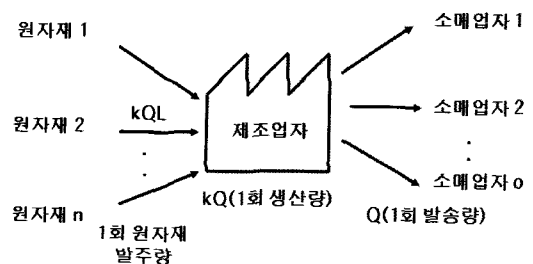 원자재 1
원자재 2
kQL
원자재 n
1회 원자재
발주량
제조업자
kQ(1회 생산량)
소매업자 1
소매업자 2
소매업자 o
Q(1회 발송량)